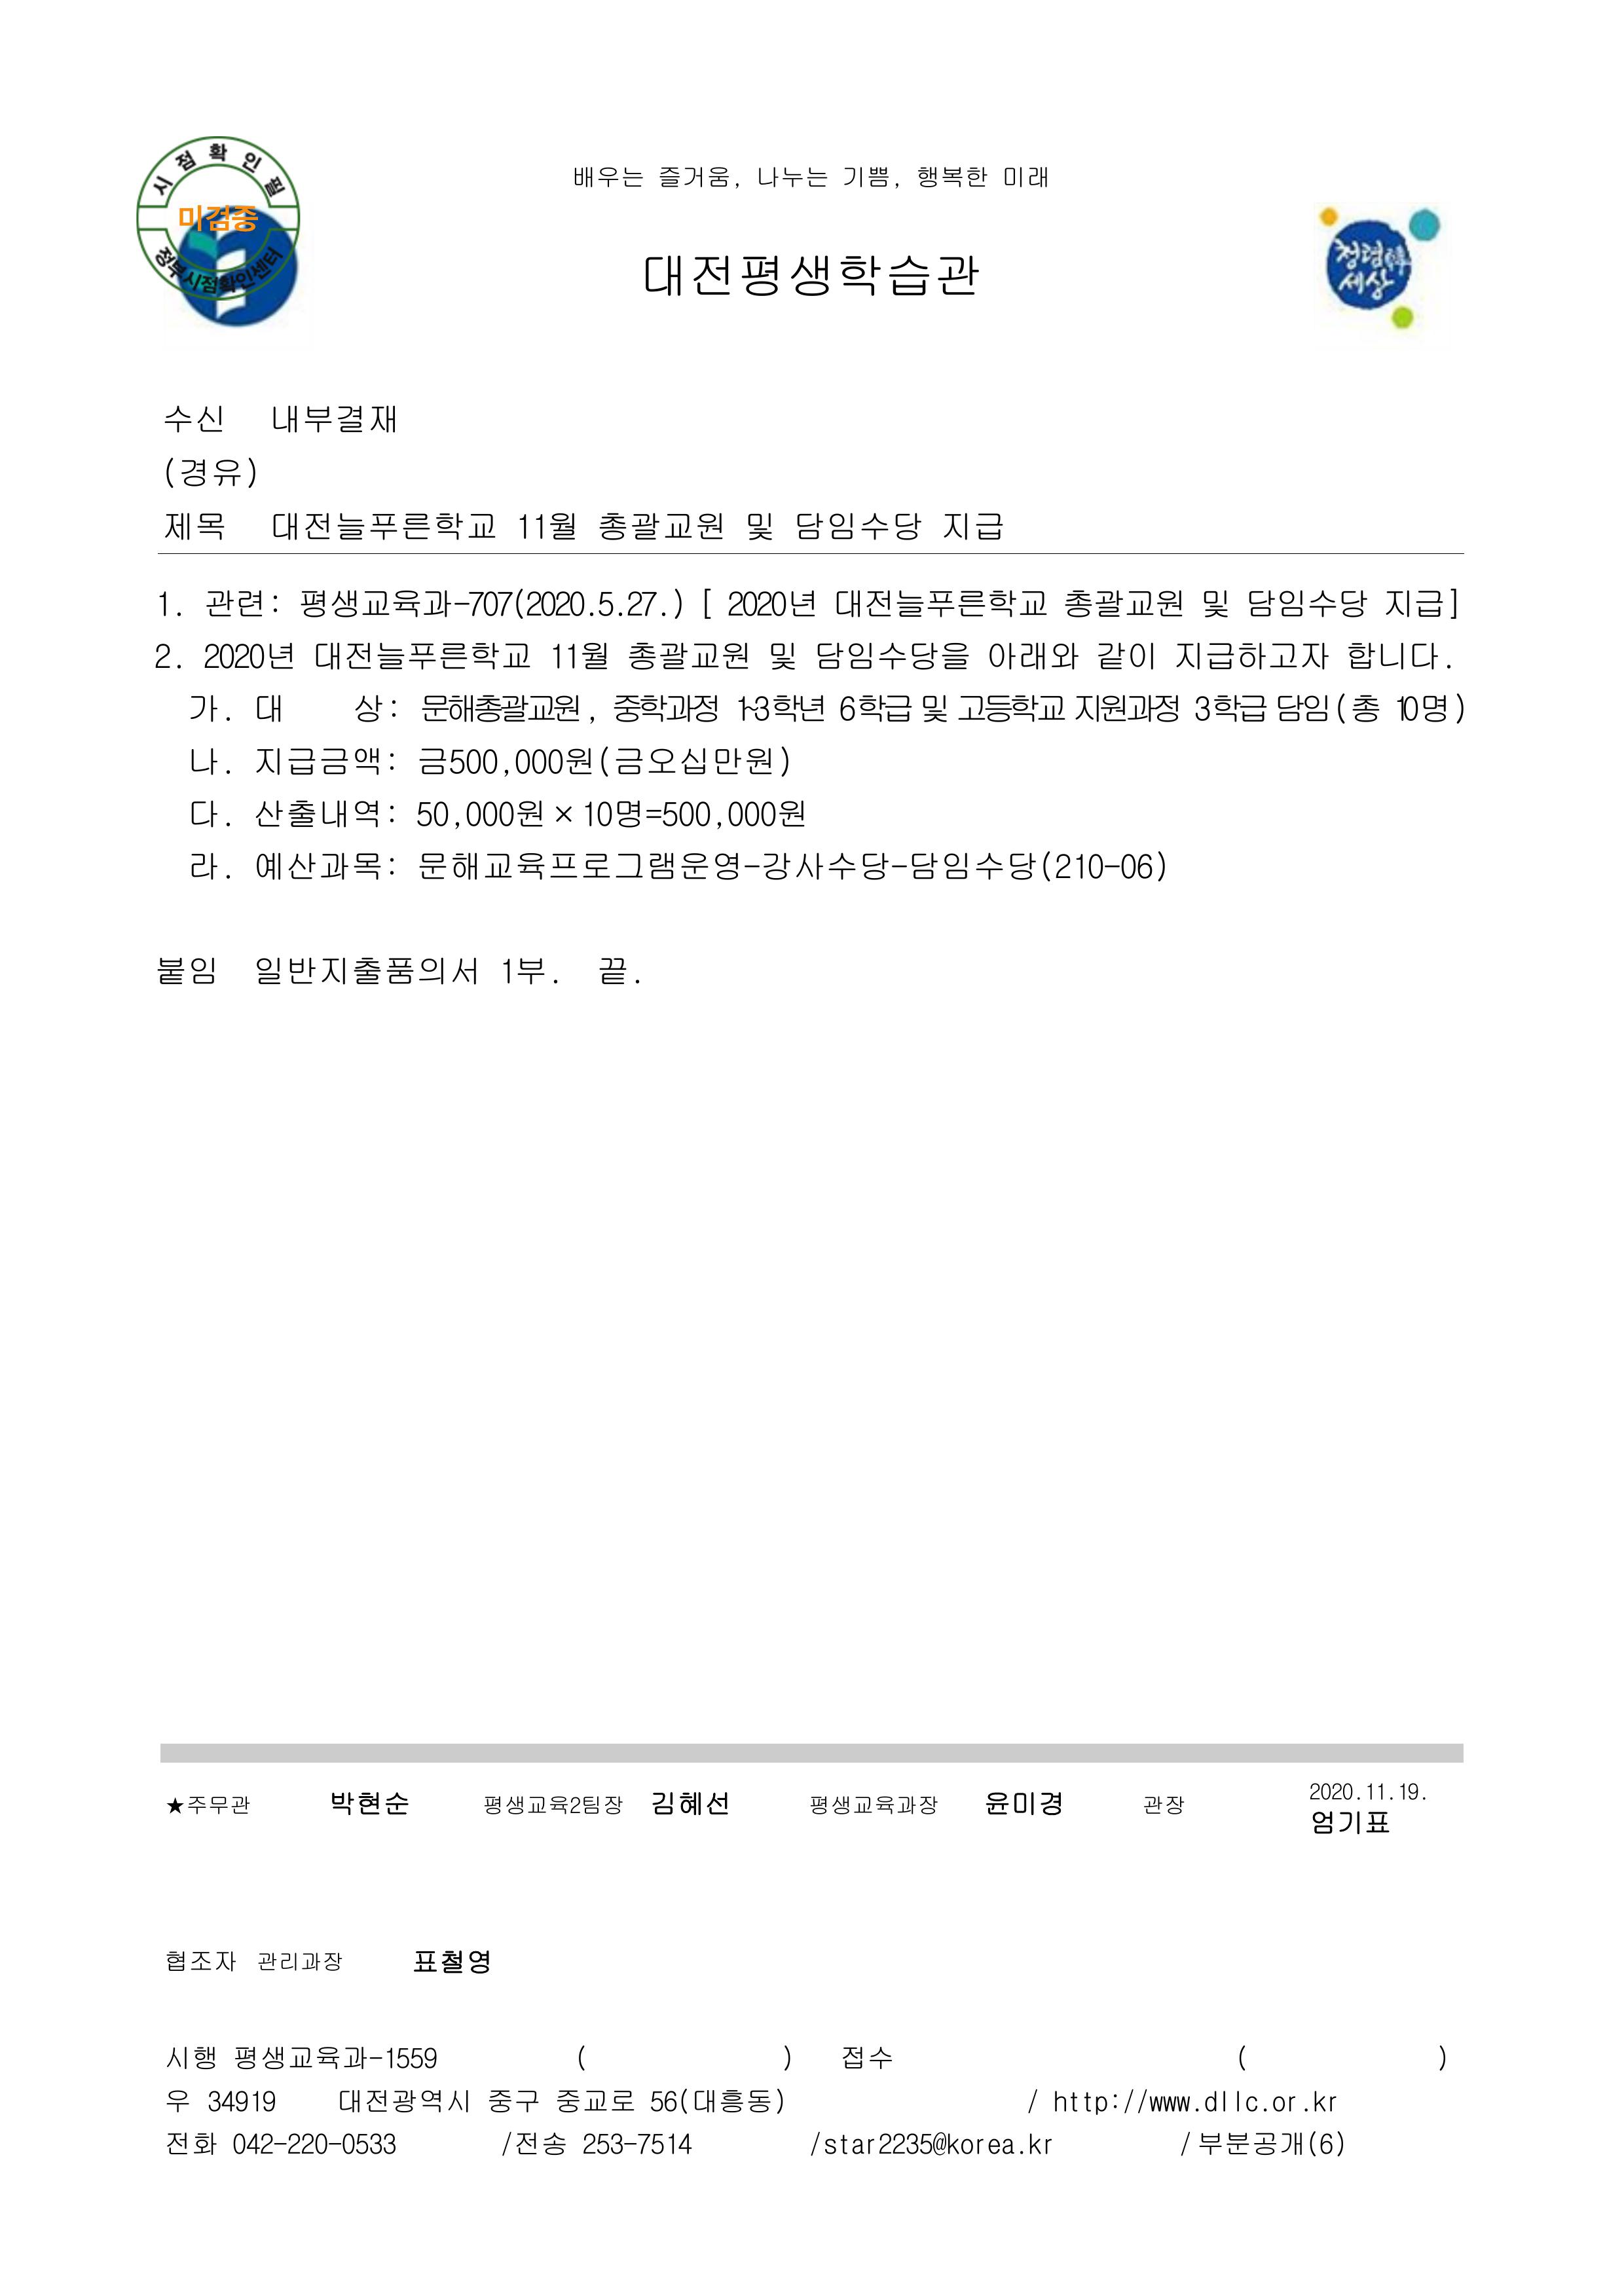 시점확인필
미검증
정부시점확인센터
배우는 즐거움, 나누는 기쁨, 행복한 미래
대전평생학습관
청렴韓세상
수신 내부결재
(경유)
제목 대전늘푸른학교 11월 총괄교원 및 담임수당 지급
1. 관련: 평생교육과-707(2020.5.27.) [ 2020년 대전늘푸른학교 총괄교원 및 담임수당 지급]
2. 2020년 대전늘푸른학교 11월 총괄교원 및 담임수당을 아래와 같이 지급하고자 합니다.
가. 대 상: 문해총괄교원, 중학과정 1~3학년 6학급 및 고등학교 지원과정 3학급 담임(총 10명)
나. 지급금액: 금500,000원(금오십만원)
다. 산출내역: 50,000원×10명=500,000원
라. 예산과목: 문해교육프로그램운영-강사수당-담임수당(210-06)
붙임 일반지출품의서 1부. 끝.
★주무관 박현순 평생교육2팀장 김혜선 평생교육과장 윤미경 관장 2020.11.19. 엄기표
협조자 관리과장 표철영
시행 평생교육과-1559 ( ) 접수 ( )
우 34919 대전광역시 중구 중교로 56(대흥동) / http://www.dllc.or.kr
전화 042-220-0533 /전송 253-7514 /star2235@korea.kr /부분공개(6)